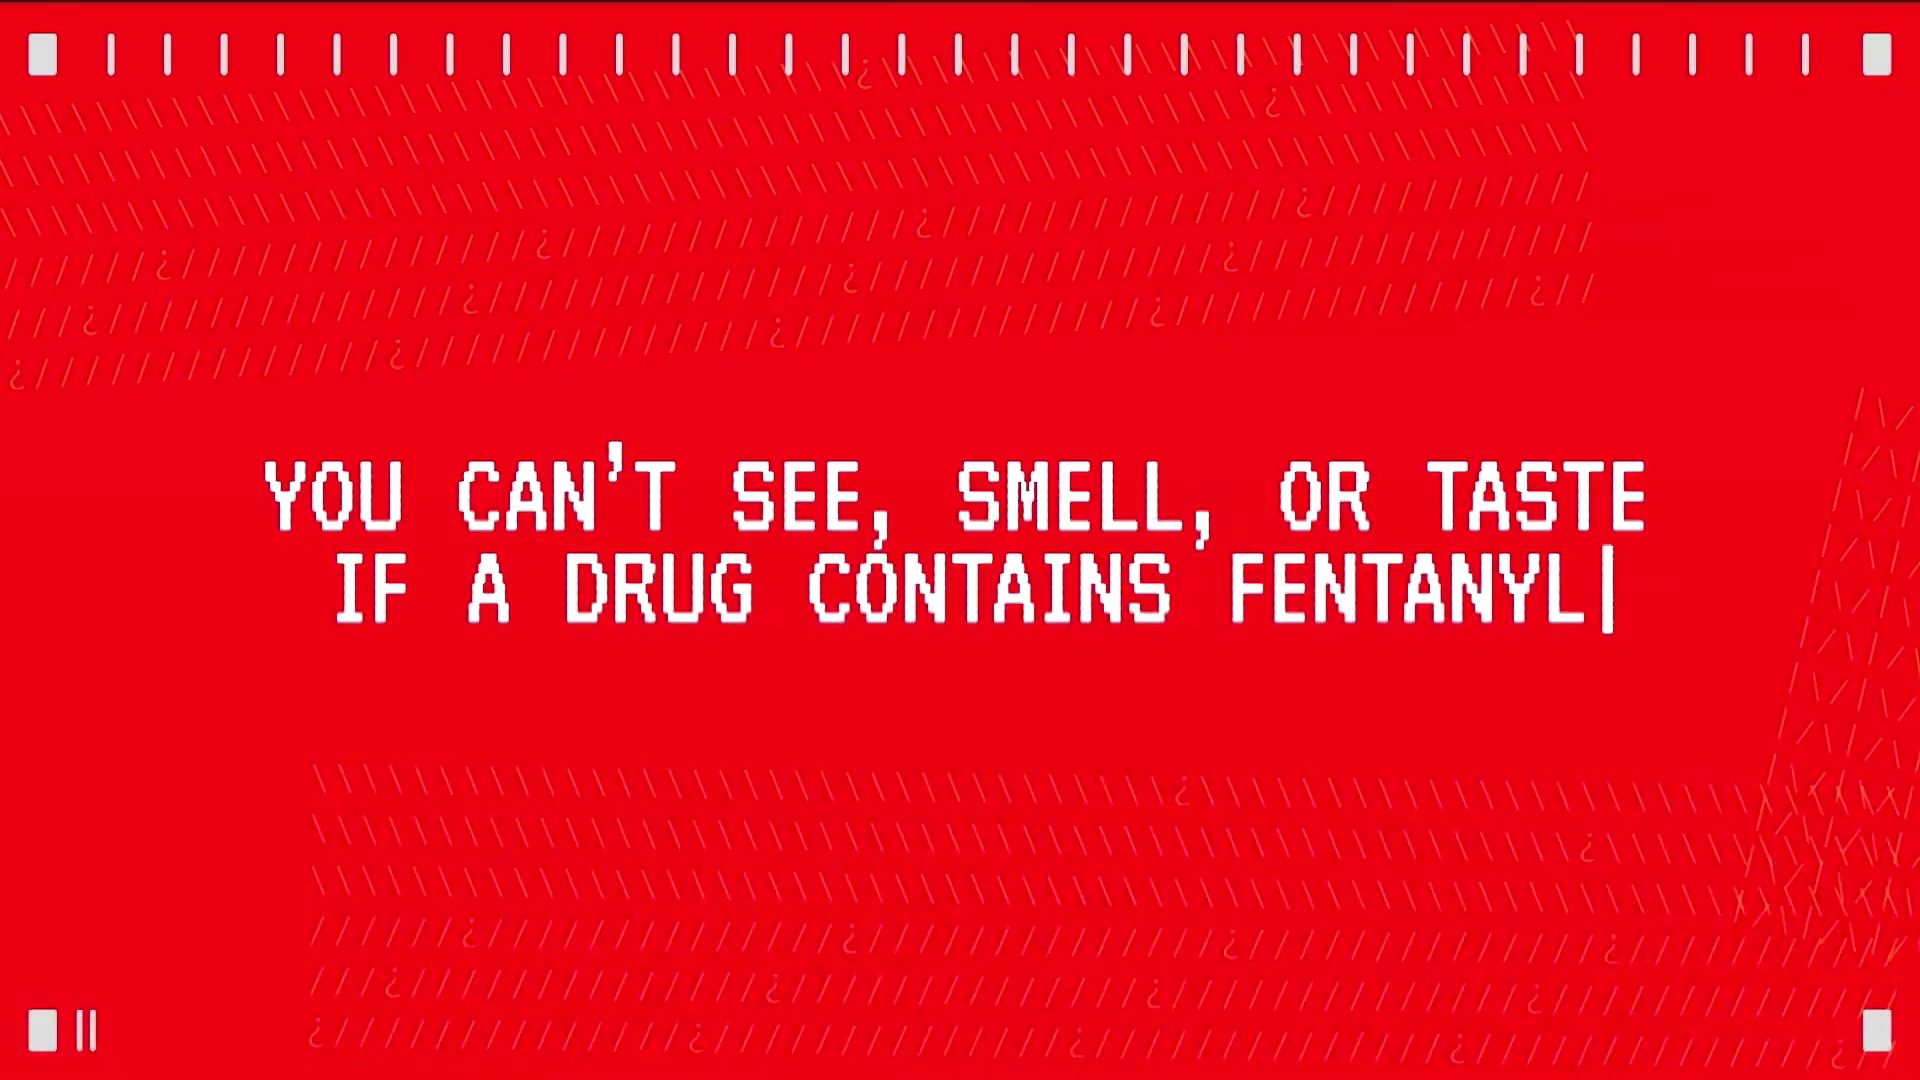 YOU CAN'T SEE, SMELL, OR TASTE
IF A DRUG CONTAINS FENTANYL|